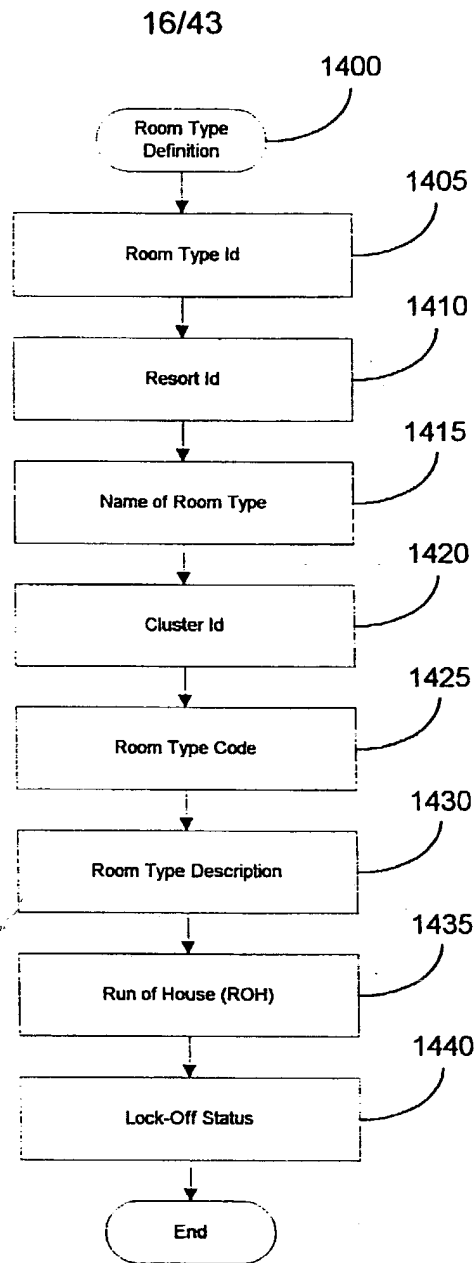 16/43
1400
Room Type
Definition
1405
Room Type Id
1410
Resort Id
1415
Name of Room Type
1420
Cluster Id
1425
Room Type Code
1430
Room Type Description
1435
Run of House (ROH)
1440
Lock-Off Status
End